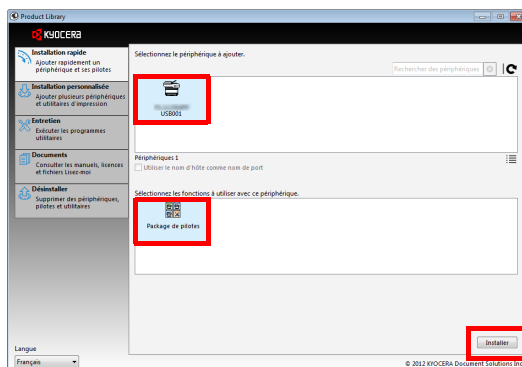 Product Library
KYOCERA
Installation rapide
Ajouter rapidement un
périphérique et ses pilotes
Installation personnalisée
Ajouter plusieurs périphériques
et utilitaires d'impression
Entretien
Exécuter les programmes
utilitaires
Documents
Consulter les manuels, licences
et fichiers Lisez-moi
Désinstaller
Supprimer des périphériques,
pilotes et utilitaires
Langue
Français
Sélectionnez le périphérique à ajouter.
Rechercher des périphériques
USB001
Périphériques 1
Utiliser le nom d'hôte comme nom de port
Sélectionnez les fonctions à utiliser avec ce périphérique.
Package de pilotes
Installer
© 2012 KYOCERA Document Solutions Inc